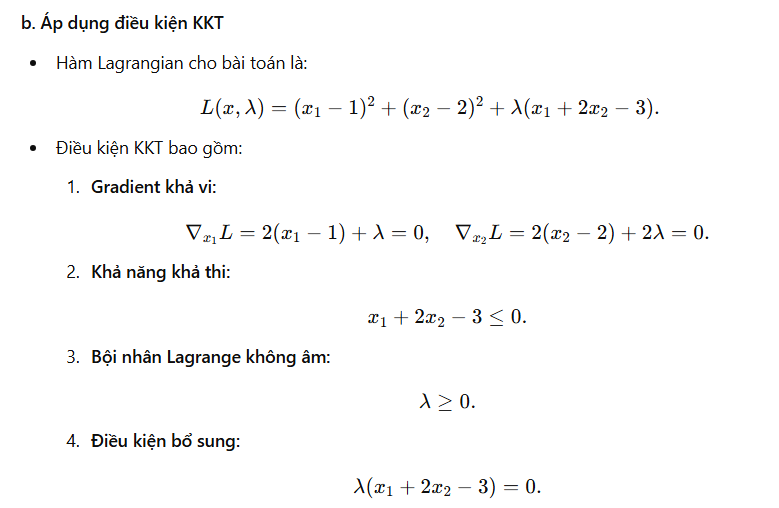 b. Áp dụng điều kiện KKT
• Hàm Lagrangian cho bài toán là:
L(x, λ) = (x₁ − 1)² + (x₂ − 2)² + λ(x₁ + 2x₂ − 3).
• Điều kiện KKT bao gồm:
1. Gradient khả vi:
∇ₓ₁L = 2(x₁ − 1) + λ = 0, ∇ₓ₂L = 2(x₂ − 2) + 2λ = 0.
2. Khả năng khả thi:
x₁ + 2x₂ − 3 ≤ 0.
3. Bội nhân Lagrange không âm:
λ ≥ 0.
4. Điều kiện bổ sung:
λ(x₁ + 2x₂ − 3) = 0.